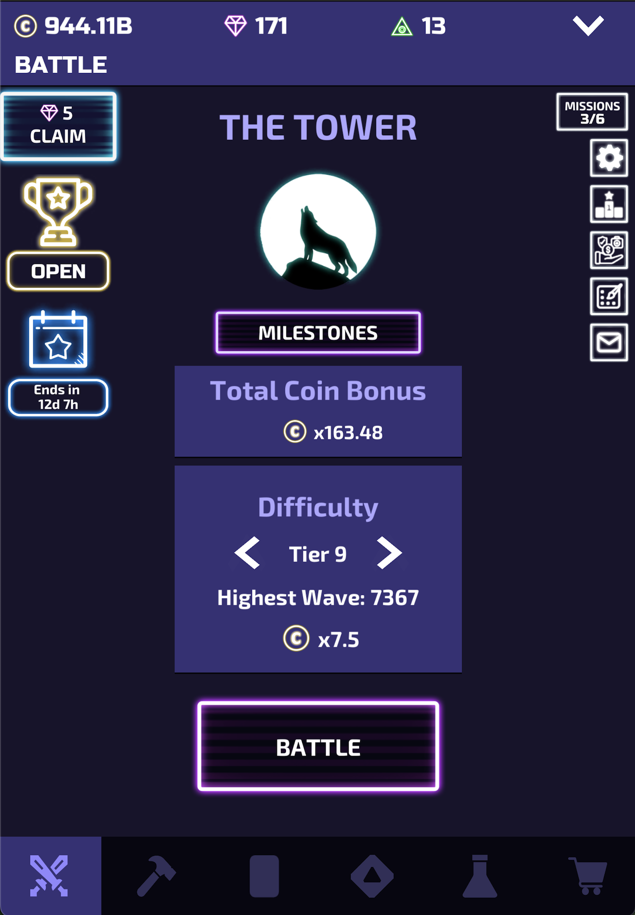 944.11B
171
13
BATTLE
5
CLAIM
THE TOWER
MISSIONS
3/6
OPEN
MILESTONES
Ends in
12d 7h
Total Coin Bonus
C x163.48
Difficulty
Tier 9
Highest Wave: 7367
C x7.5
BATTLE